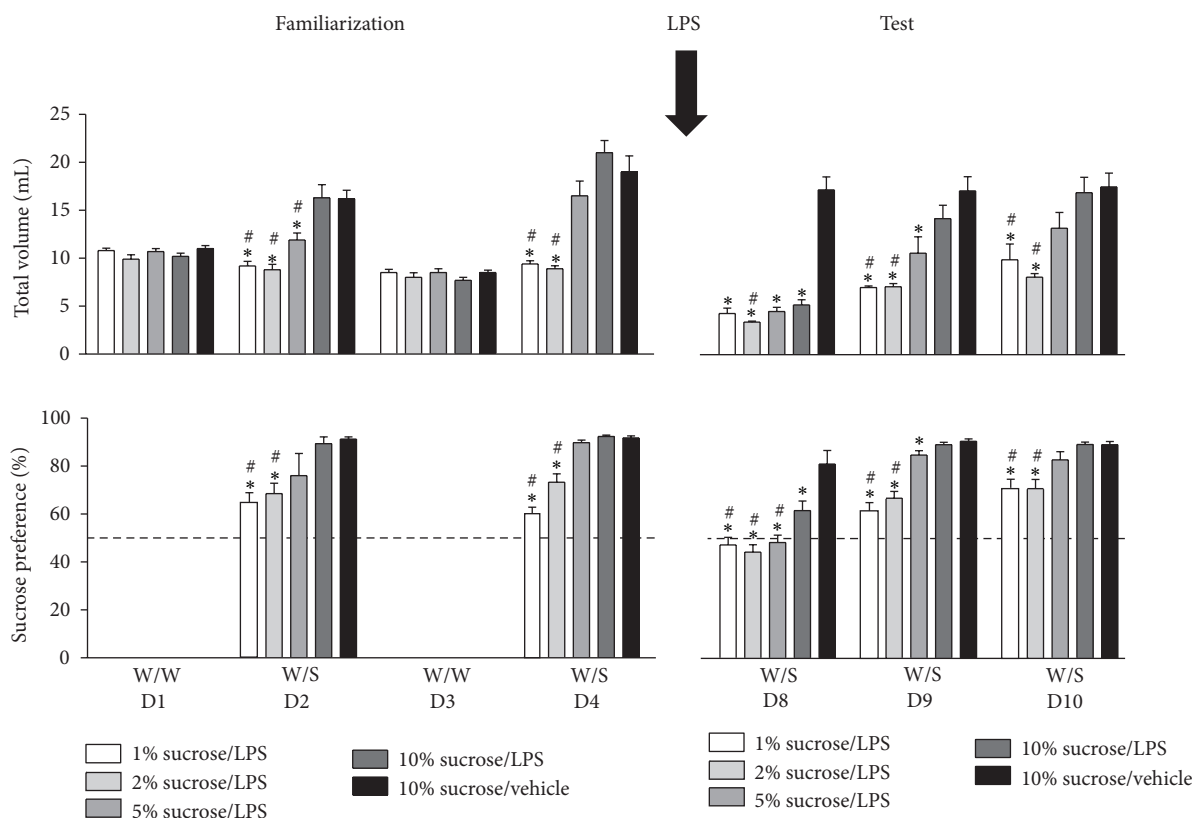 Familiarization LPS Test
Total volume (mL)
25
20
15
10
5
0
# # # * * *
# # * *
* # * * *
# # * * *
# # * *
Sucrose preference (%)
100
80
60
40
20
0
# # * *
# # * *
# # # * * * *
# # * * *
# # * *
W/W W/S W/W W/S W/S W/S W/S
D1 D2 D3 D4 D8 D9 D10
1% sucrose/LPS
2% sucrose/LPS
5% sucrose/LPS
10% sucrose/LPS
10% sucrose/vehicle
1% sucrose/LPS
2% sucrose/LPS
5% sucrose/LPS
10% sucrose/LPS
10% sucrose/vehicle